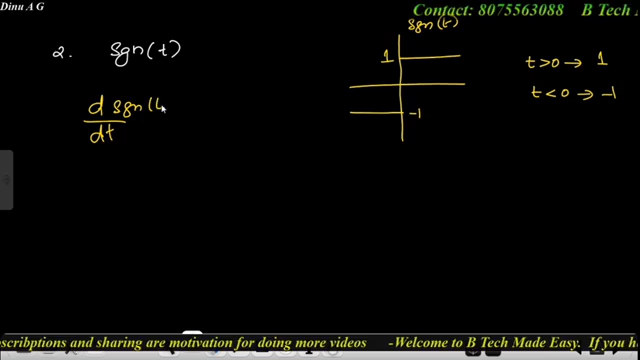 Dinu A G
Contact: 8075563088 B Tech M
2. Sgn(t)
sgn(t)
1
-1
t>0 → 1
t<0 → -1
d sgn(t
dt
scribptions and sharing are motivation for doing more videos -Welcome to B Tech Made Easy. If you h